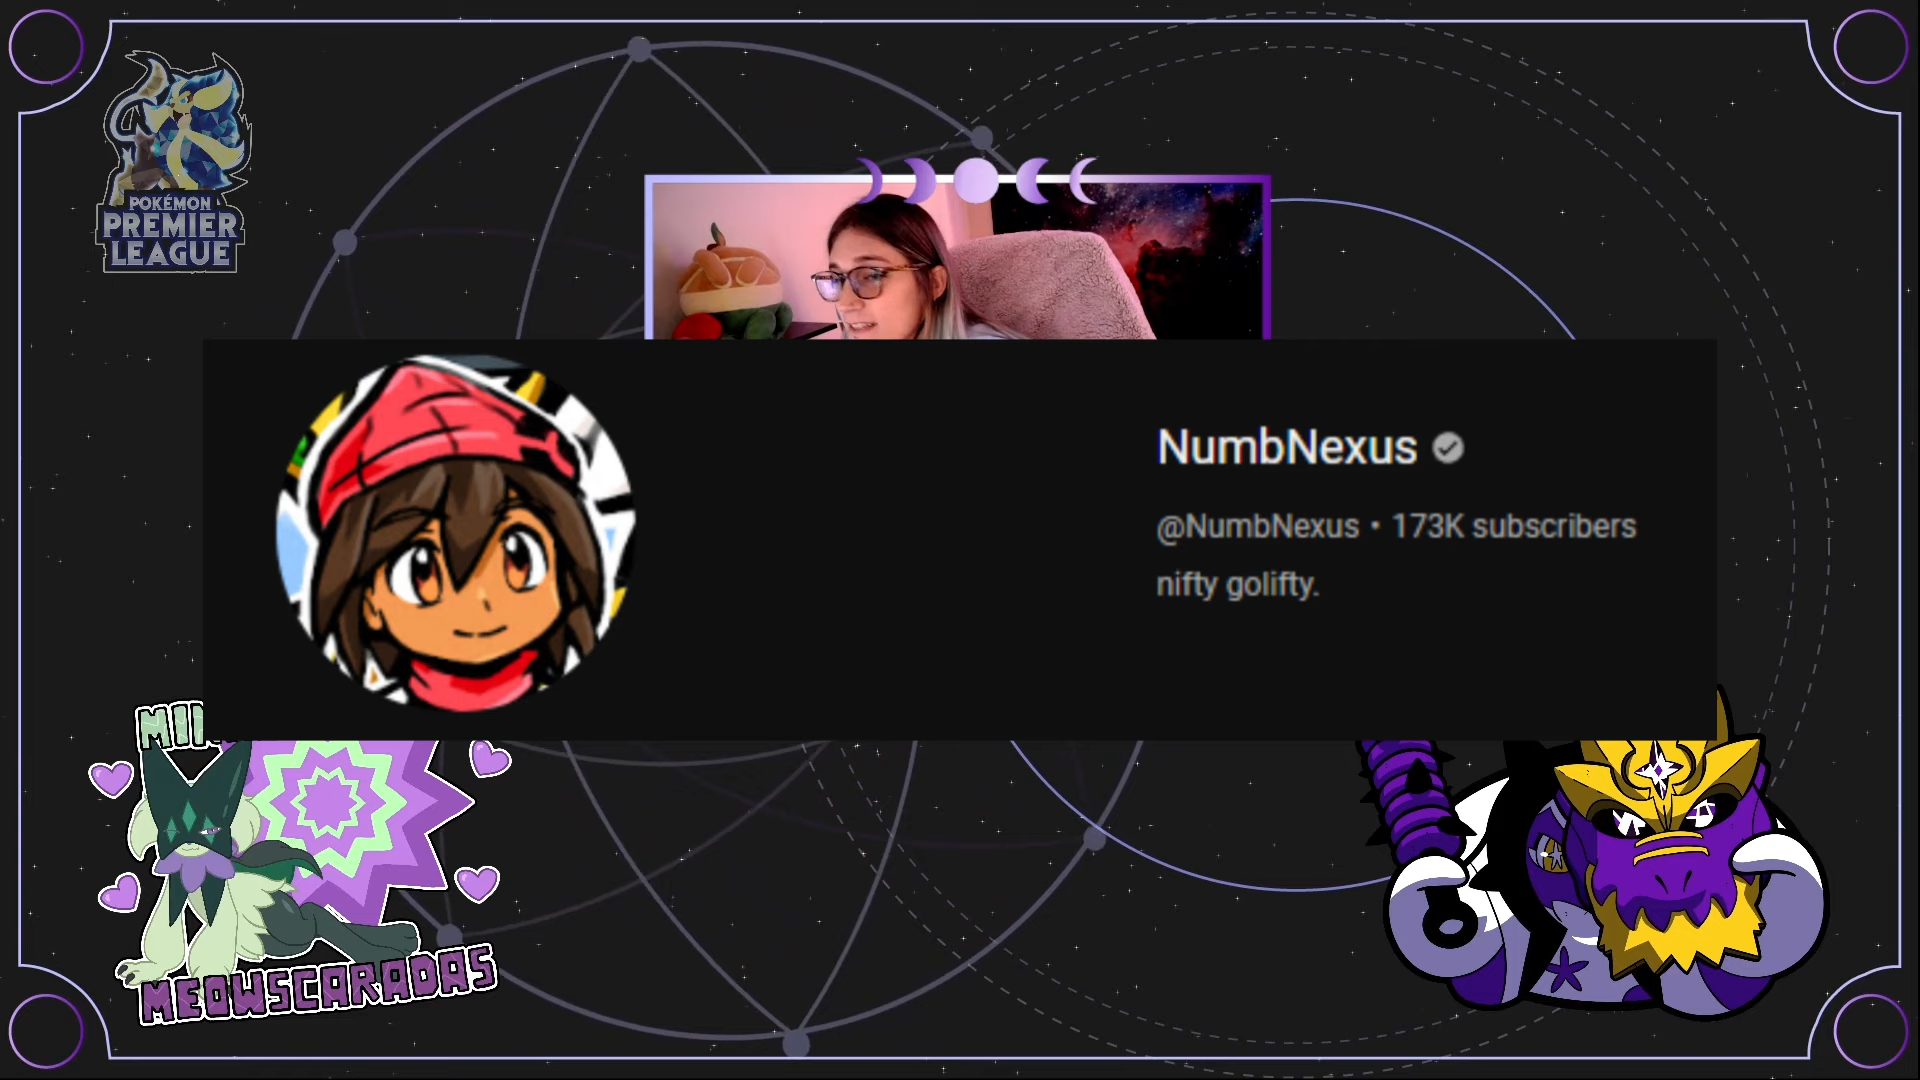 POKÉMON
PREMIER
LEAGUE
NumbNexus
@NumbNexus • 173K subscribers
nifty golifty.
MEOWSCARADAS